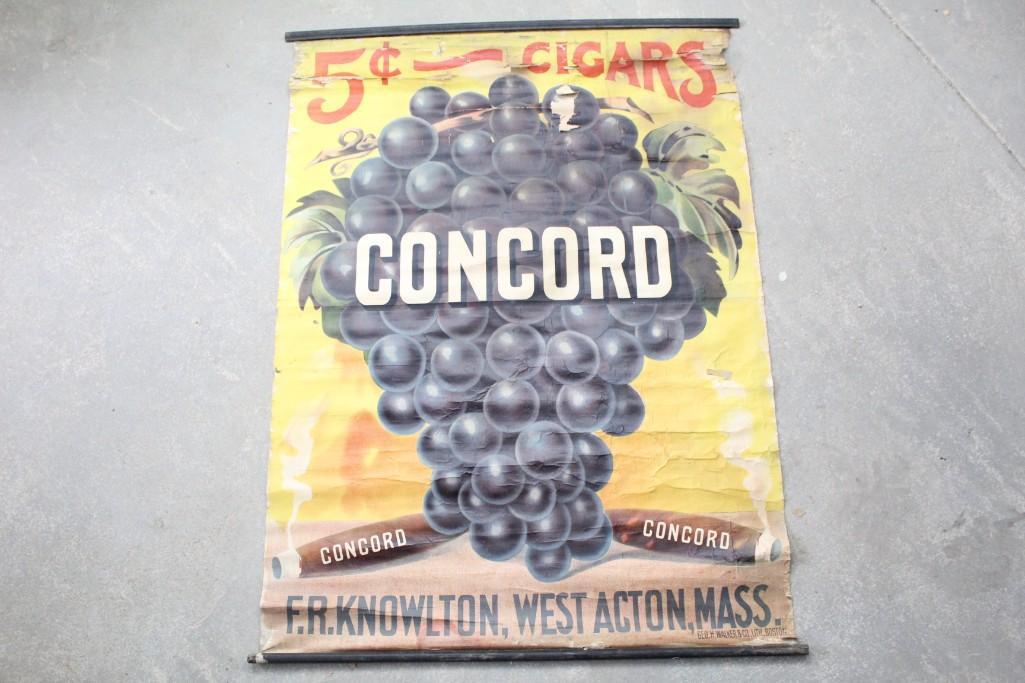 5¢ — CIGARS
CONCORD
CONCORD CONCORD
F.R. KNOWLTON, WEST ACTON, MASS.
GEO. H. WALKER & CO. LITH. BOSTON